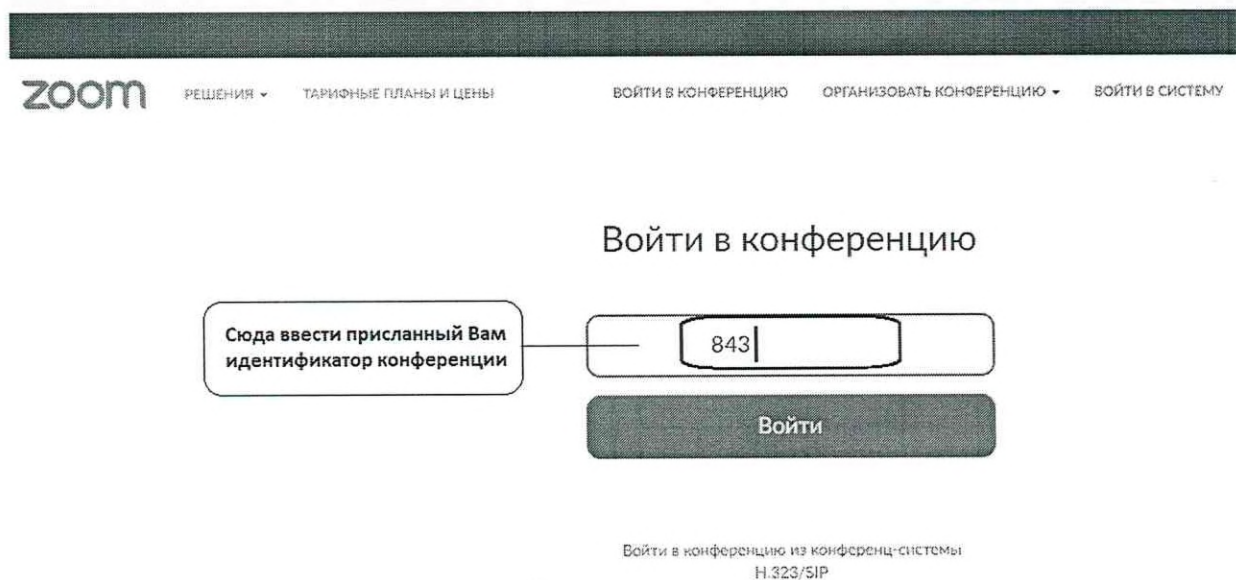 zoom РЕШЕНИЯ ТАРИФНЫЕ ПЛАНЫ И ЦЕНЫ ВОЙТИ В КОНФЕРЕНЦИЮ ОРГАНИЗОВАТЬ КОНФЕРЕНЦИЮ ВОЙТИ В СИСТЕМУ
Войти в конференцию
Сюда ввести присланный Вам
идентификатор конференции
843
Войти
Войти в конференцию из конференц-системы
H.323/SIP